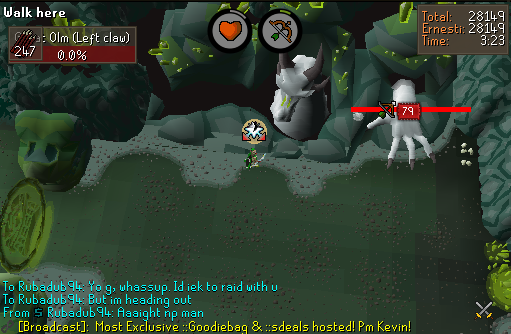 Walk here
: Olm (Left claw)
247
0.0%
Total: 28149
Ernesti: 28149
Time: 3:23
79
To Rubadub94: Yo g, whassup. Id iek to raid with u
To Rubadub94: But im heading out
From S Rubadub94: Aaaight np man
[Broadcast]: Most Exclusive ::Goodiebag & ::sdeals hosted! Pm Kevin!